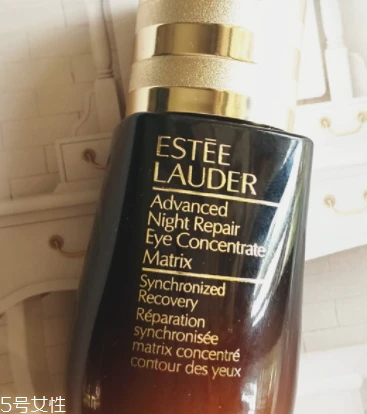 ESTĒE
LAUDER
Advanced
Night Repair
Eye Concentrate
Matrix
Synchronized
Recovery
Réparation
synchronisée
matrix concentré
contour des yeux
5号女性